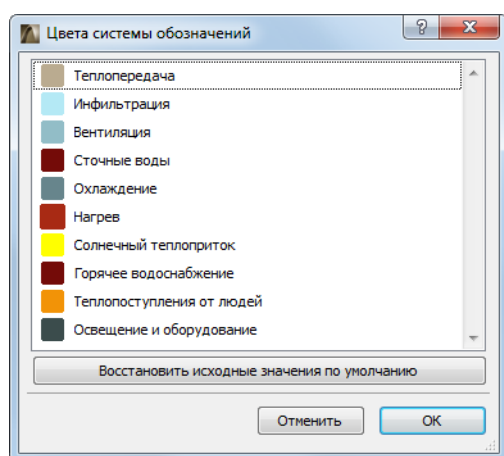 Цвета системы обозначений
Теплопередача
Инфильтрация
Вентиляция
Сточные воды
Охлаждение
Нагрев
Солнечный теплоприток
Горячее водоснабжение
Теплопоступления от людей
Освещение и оборудование
Восстановить исходные значения по умолчанию
Отменить
ОК